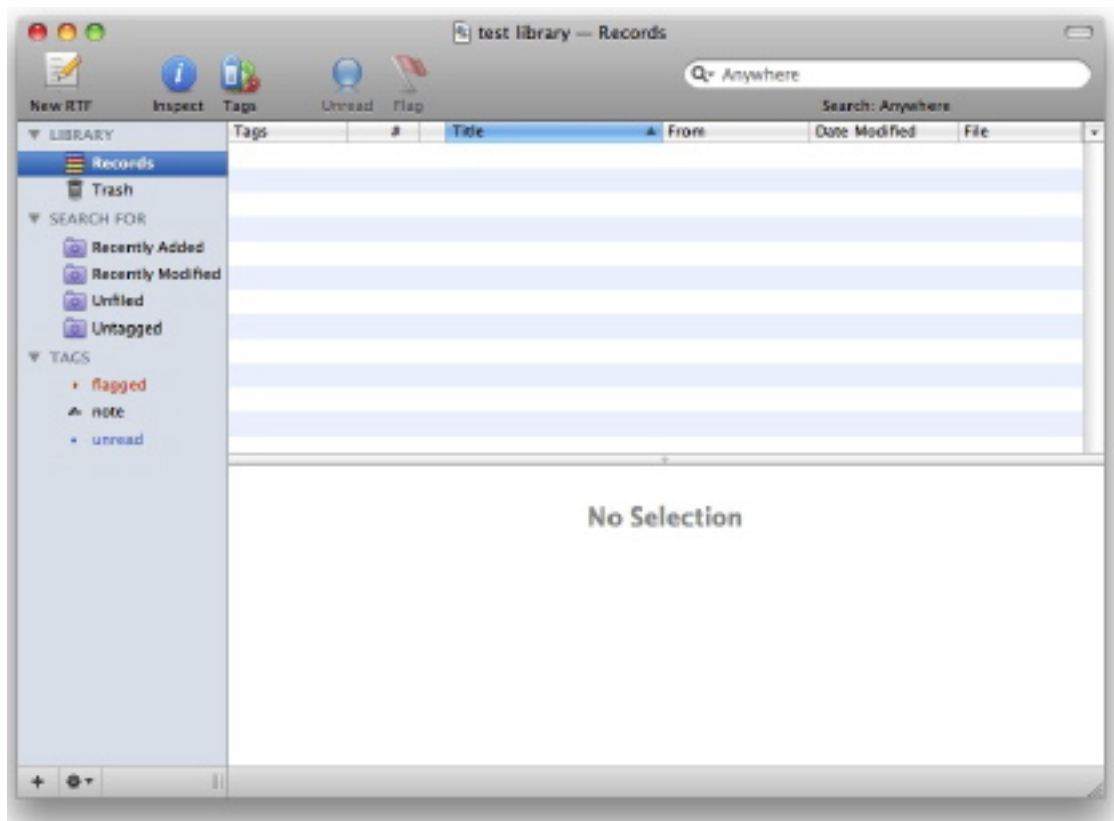 test library — Records
Anywhere
New RTF Inspect Tags Unread Flag Search: Anywhere
LIBRARY
Records
Trash
SEARCH FOR
Recently Added
Recently Modified
Unfiled
Untagged
TAGS
flagged
note
unread
Tags # Title From Date Modified File
No Selection